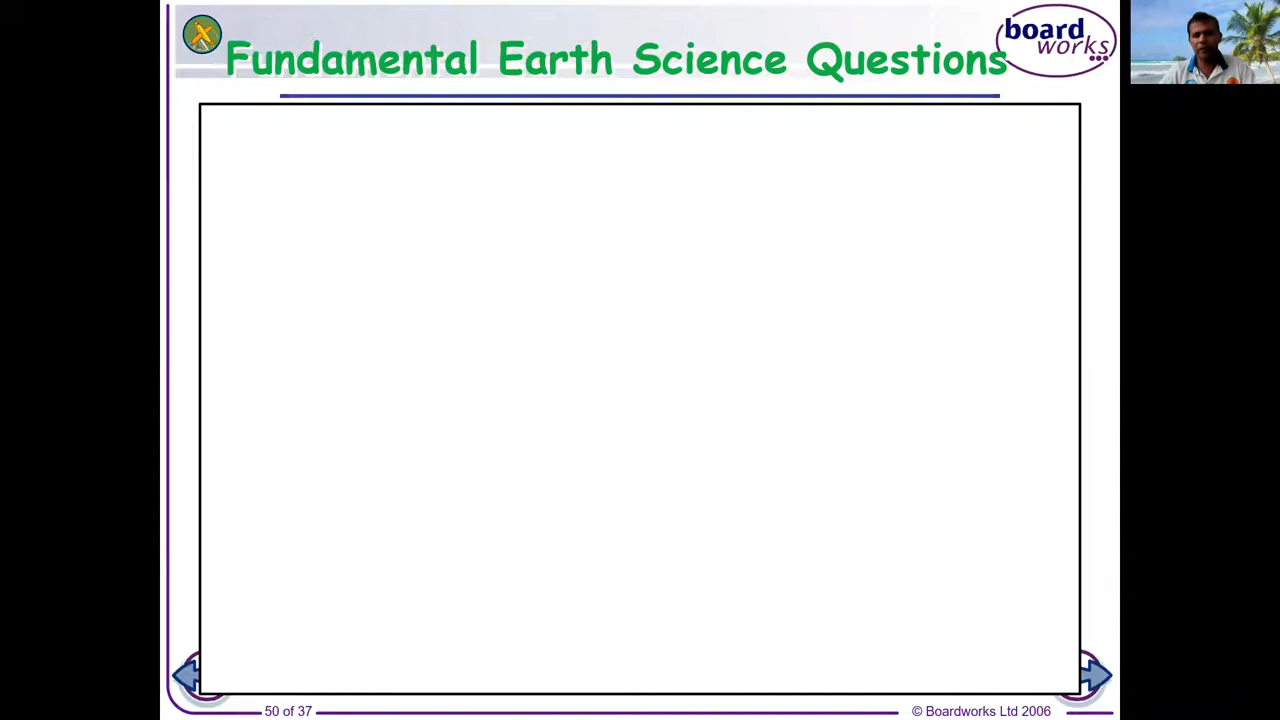 Fundamental Earth Science Questions
board
works
50 of 37
© Boardworks Ltd 2006